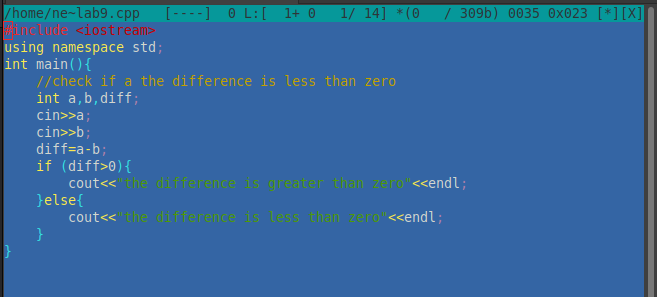 /home/ne~lab9.cpp   [----]  0 L:[  1+ 0   1/ 14] *(0   / 309b) 0035 0x023 [*][X]
#include <iostream>
using namespace std;
int main(){
    //check if a the difference is less than zero
    int a,b,diff;
    cin>>a;
    cin>>b;
    diff=a-b;
    if (diff>0){
        cout<<"the difference is greater than zero"<<endl;
    }else{
        cout<<"the difference is less than zero"<<endl;
    }
}